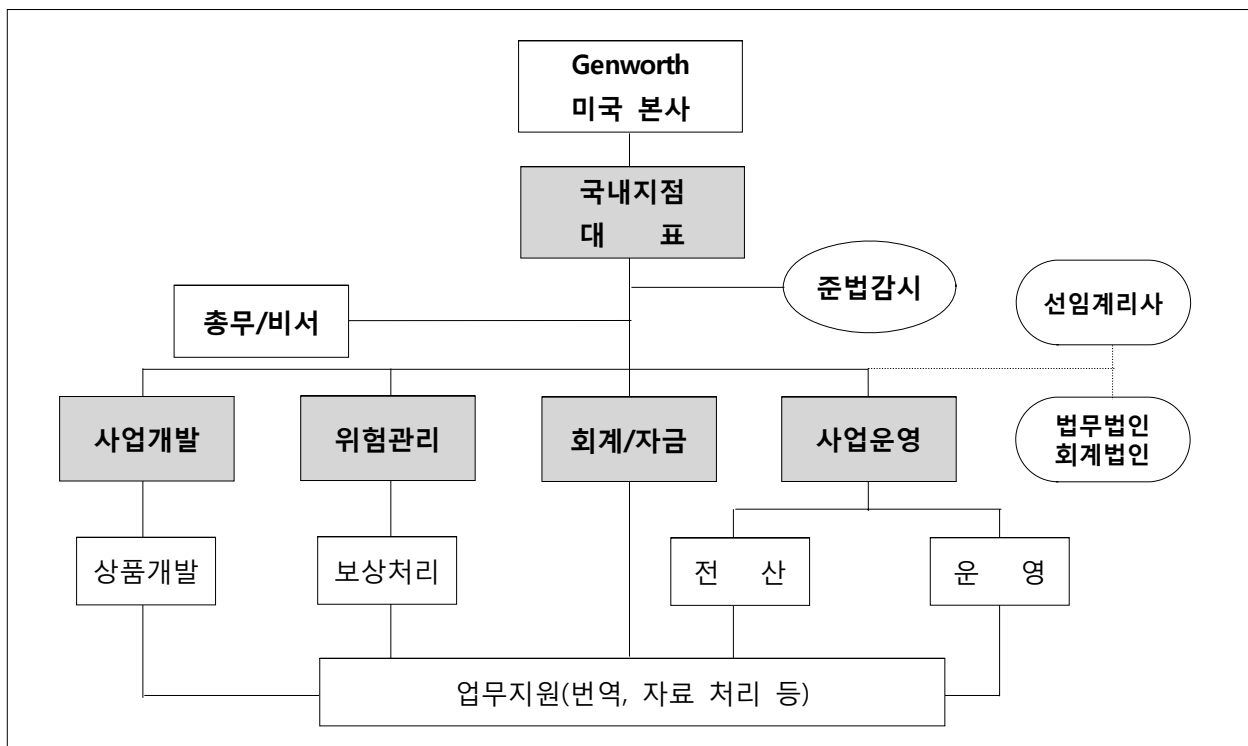 Genworth
미국 본사
국내지점
대 표
준법감시
선임계리사
총무/비서
사업개발
위험관리
회계/자금
사업운영
법무법인
회계법인
상품개발
보상처리
전 산
운 영
업무지원(번역, 자료 처리 등)